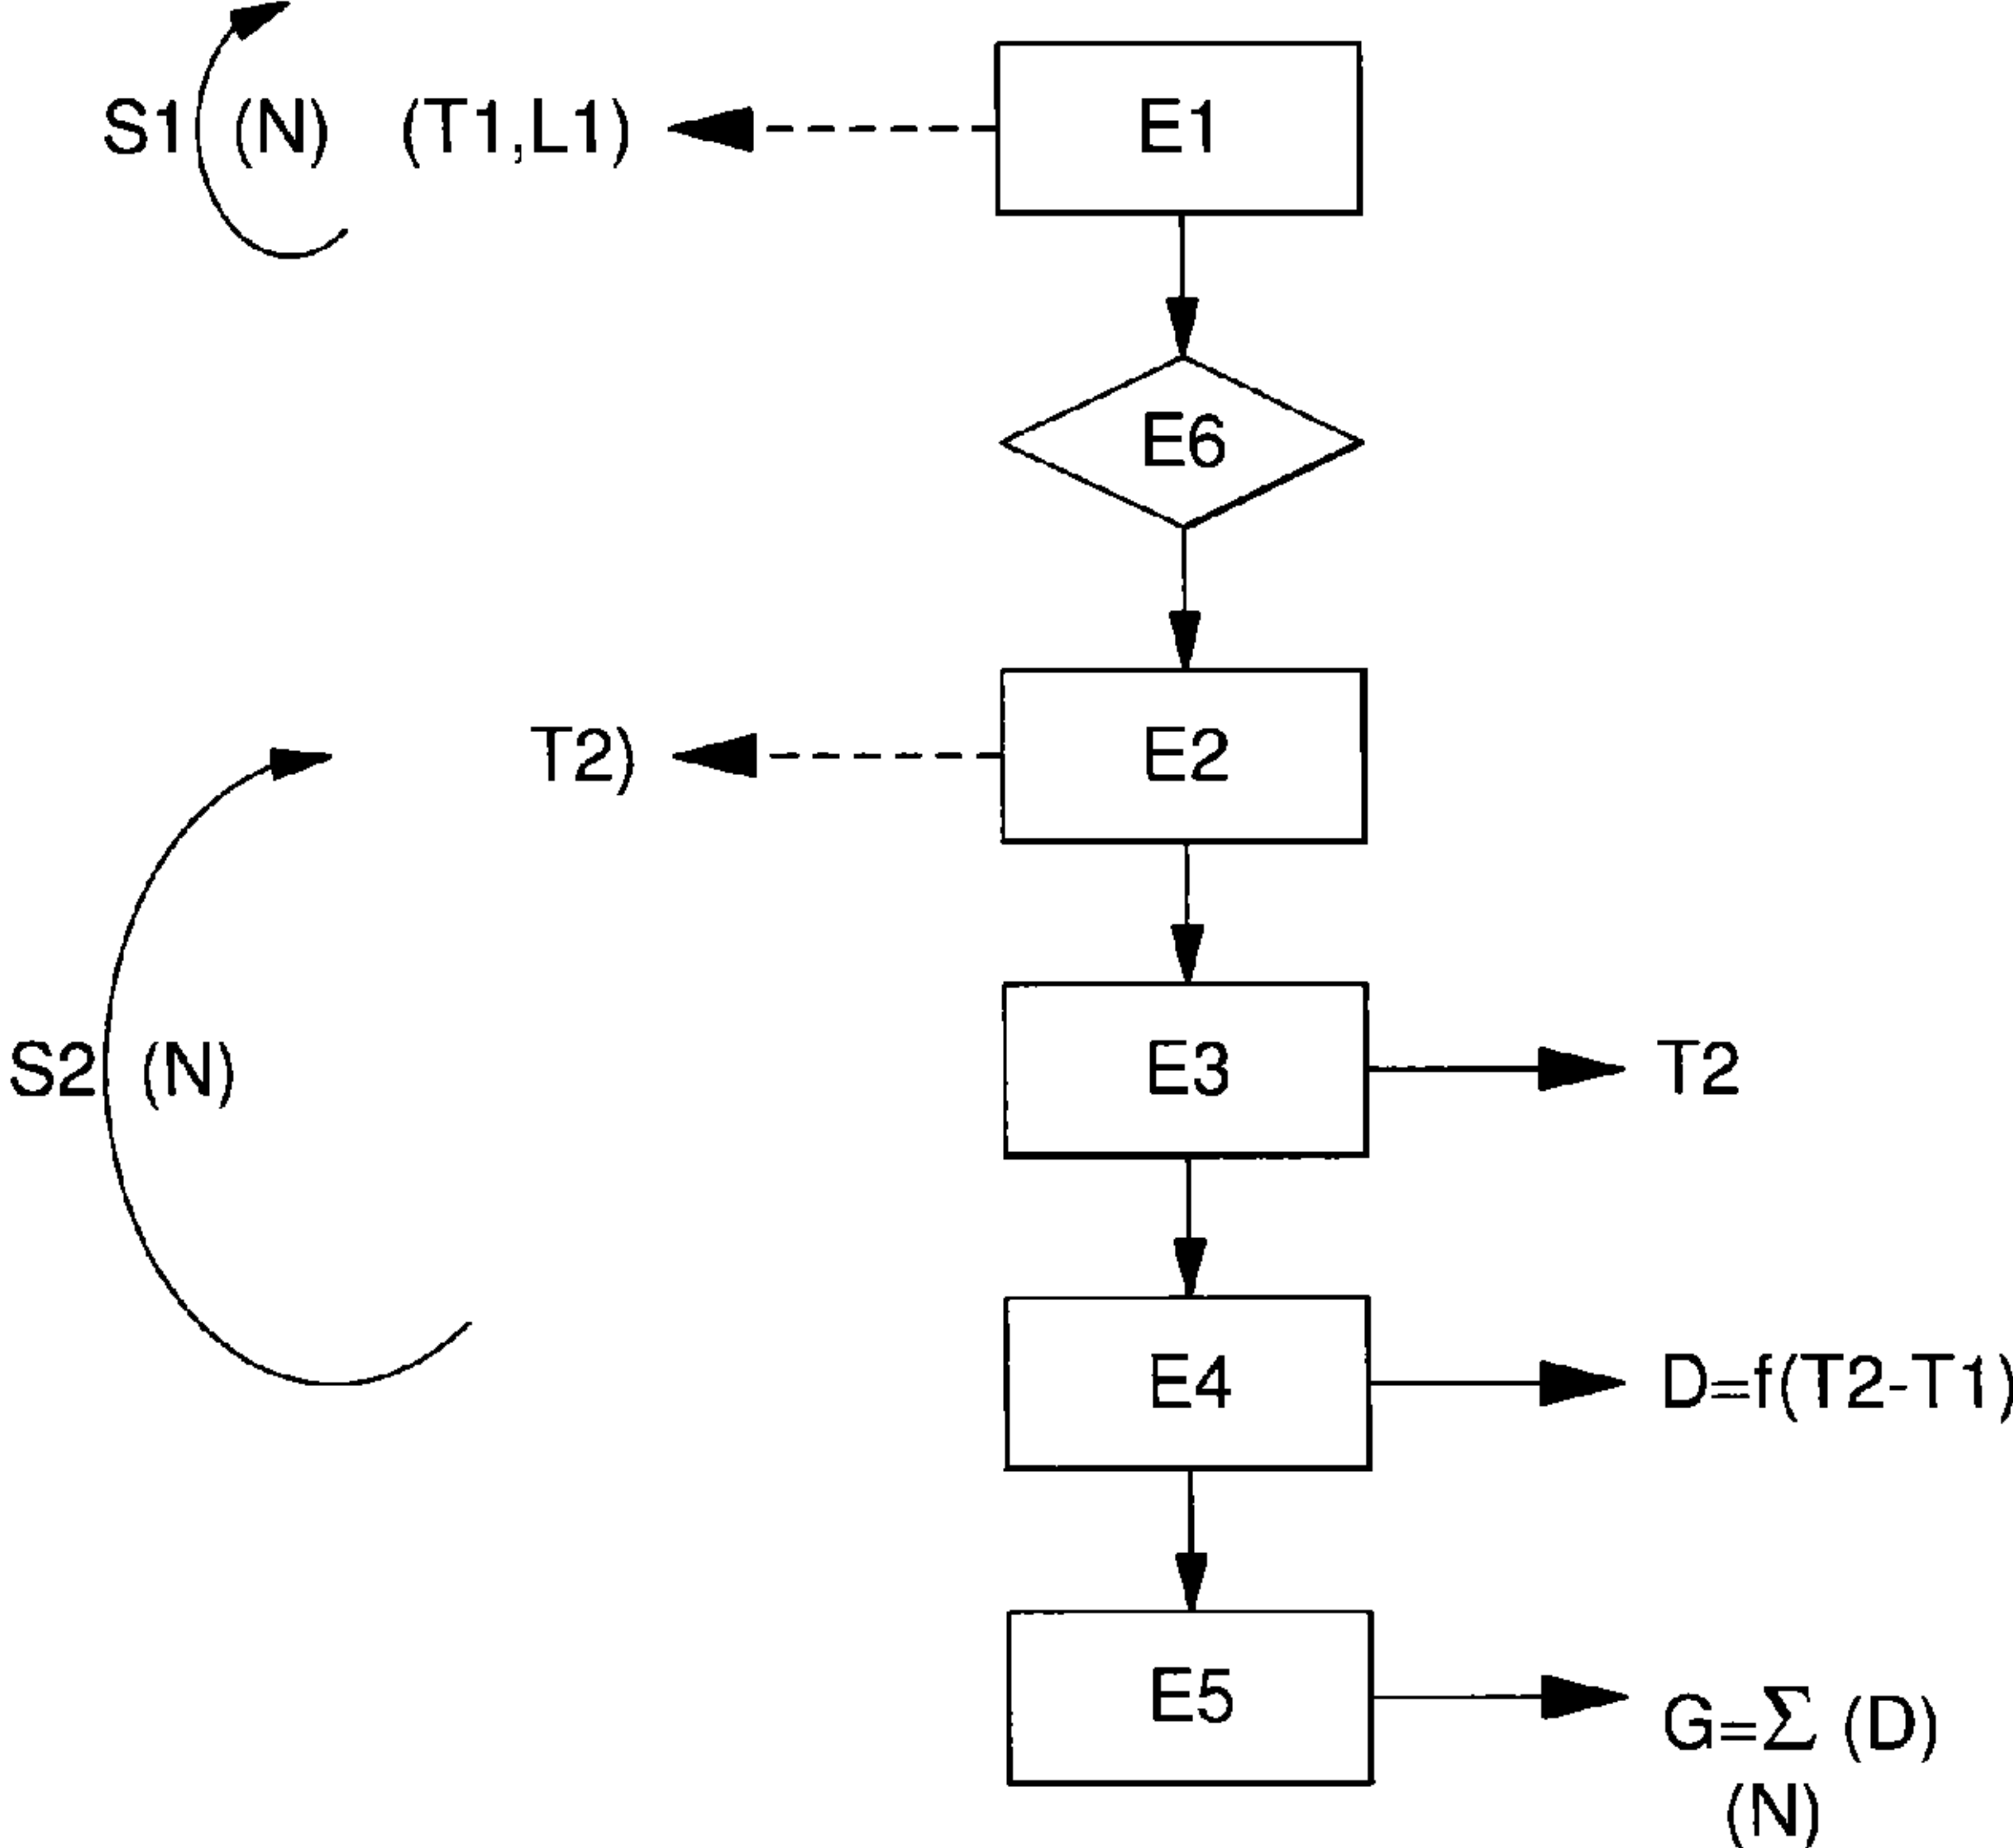 S1 (N) (T1,L1) E1
E6
T2) E2
S2 (N) E3 T2
E4 D=f(T2-T1)
E5 G=Σ (D)
(N)